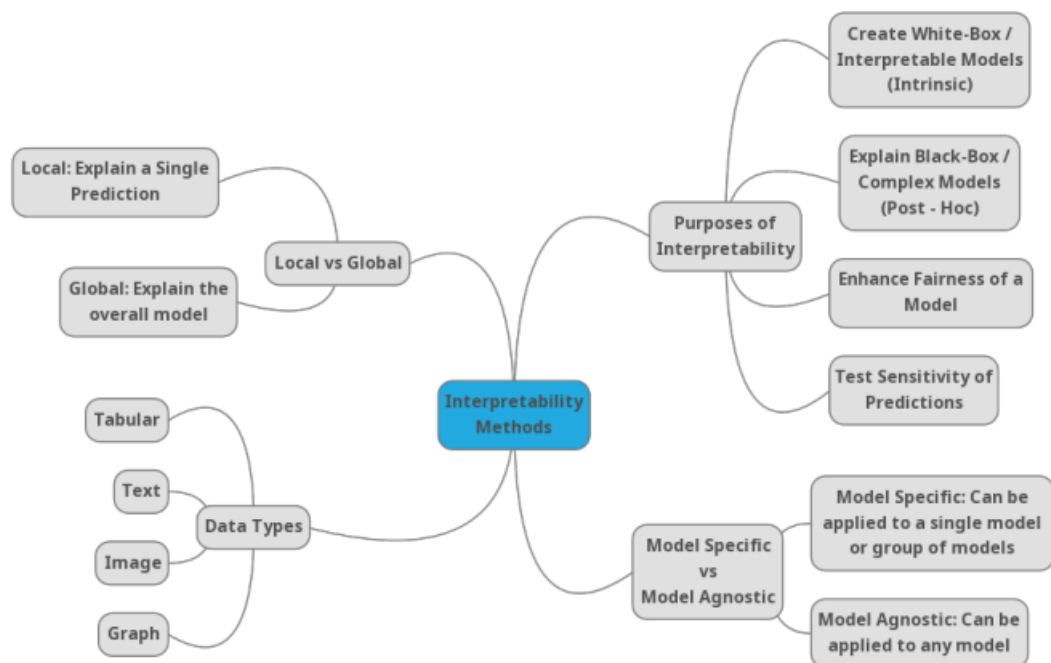 Create White-Box /
Interpretable Models
(Intrinsic)
Local: Explain a Single
Prediction
Explain Black-Box /
Complex Models
(Post - Hoc)
Purposes of
Interpretability
Local vs Global
Global: Explain the
overall model
Enhance Fairness of a
Model
Test Sensitivity of
Predictions
Interpretability
Methods
Tabular
Text
Data Types
Image
Graph
Model Specific
vs
Model Agnostic
Model Specific: Can be
applied to a single model
or group of models
Model Agnostic: Can be
applied to any model